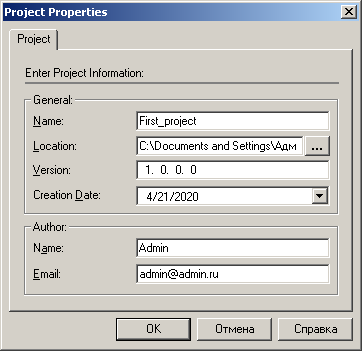 Project Properties
Project
Enter Project Information:
General:
Name: First_project
Location: C:\Documents and Settings\Адм ...
Version: 1. 0. 0. 0
Creation Date: 4/21/2020
Author:
Name: Admin
Email: admin@admin.ru
OK Отмена Справка